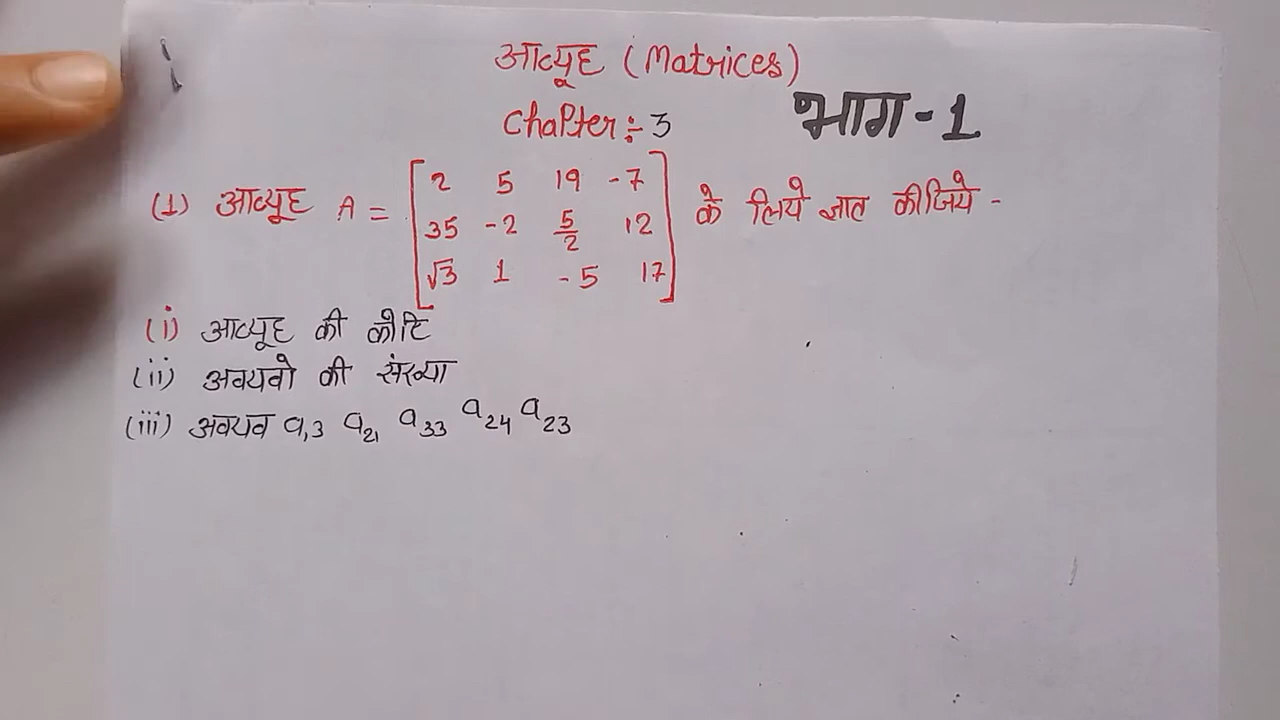 आव्यूह (Matrices)
Chapter :- 3
भाग-1
(1) आव्यूह A = [2 5 19 -7
35 -2 5/2 12
√3 1 -5 17] के लिये ज्ञात कीजिये -
(i) आव्यूह की कोटि
(ii) अवयवो की संख्या
(iii) अवयव a13 a21 a33 a24 a23